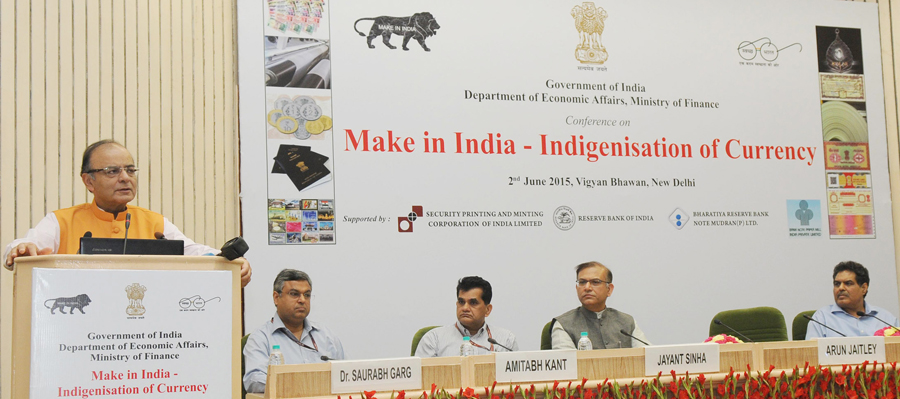 MAKE IN INDIA
सत्यमेव जयते
Government of India
Department of Economic Affairs, Ministry of Finance
Conference on
Make in India - Indigenisation of Currency
2nd June 2015, Vigyan Bhawan, New Delhi
Supported by :
SECURITY PRINTING AND MINTING
CORPORATION OF INDIA LIMITED
RESERVE BANK OF INDIA
BHARATIYA RESERVE BANK
NOTE MUDRAN(P) LTD.
Government of India
Department of Economic Affairs,
Ministry of Finance
Make in India -
Indigenisation of Currency
Dr. SAURABH GARG
AMITABH KANT
JAYANT SINHA
ARUN JAITLEY